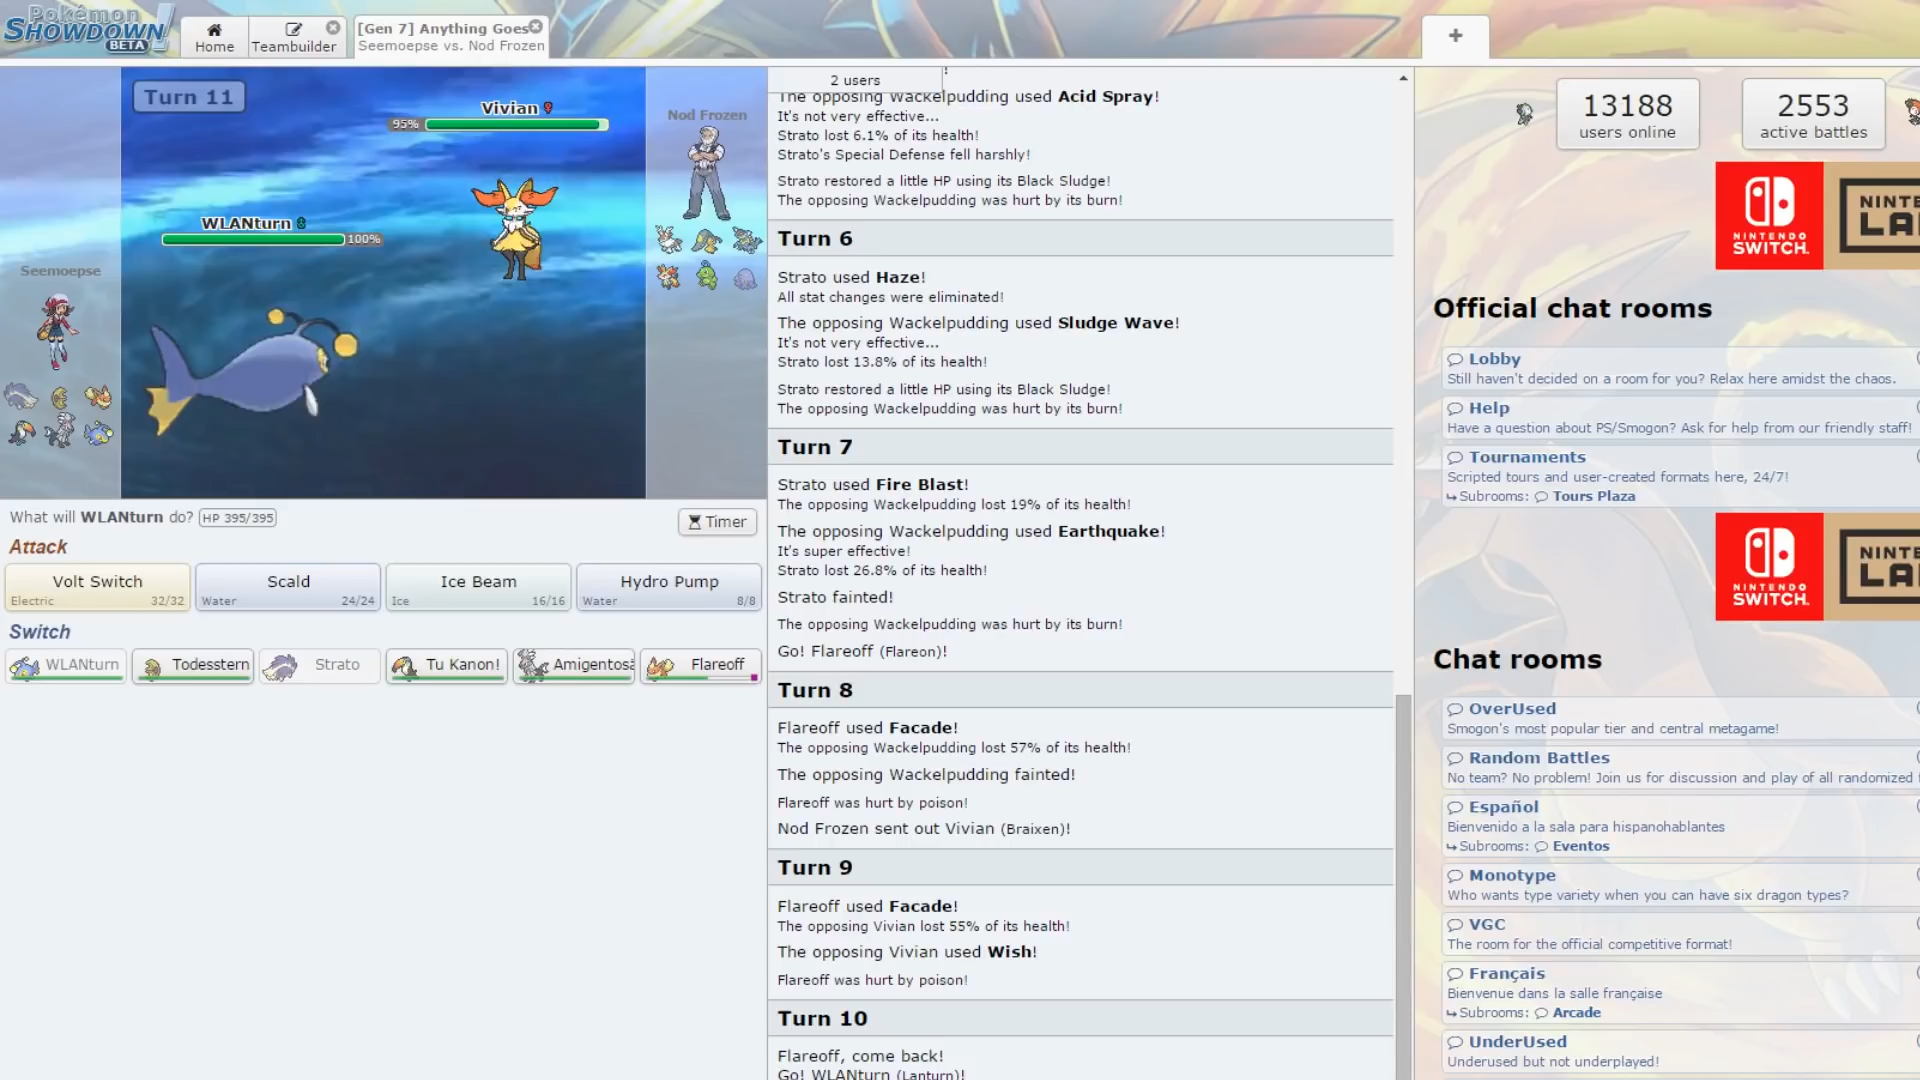 Pokémon
SHOWDOWN!
BETA
Home
Teambuilder
[Gen 7] Anything Goes
Seemoepse vs. Nod Frozen
+
Turn 11
Vivian
95%
WLANturn
100%
Nod Frozen
Seemoepse
What will WLANturn do? HP 395/395
Timer
Attack
Volt Switch
Electric 32/32
Scald
Water 24/24
Ice Beam
Ice 16/16
Hydro Pump
Water 8/8
Switch
WLANturn
Todesstern
Strato
Tu Kanon!
Flareoff
2 users
The opposing Wackelpudding used Acid Spray!
It's not very effective...
Strato lost 6.1% of its health!
Strato's Special Defense fell harshly!
Strato restored a little HP using its Black Sludge!
The opposing Wackelpudding was hurt by its burn!
Turn 6
Strato used Haze!
All stat changes were eliminated!
The opposing Wackelpudding used Sludge Wave!
It's not very effective...
Strato lost 13.8% of its health!
Strato restored a little HP using its Black Sludge!
The opposing Wackelpudding was hurt by its burn!
Turn 7
Strato used Fire Blast!
The opposing Wackelpudding lost 19% of its health!
The opposing Wackelpudding used Earthquake!
It's super effective!
Strato lost 26.8% of its health!
Strato fainted!
The opposing Wackelpudding was hurt by its burn!
Go! Flareoff (Flareon)!
Turn 8
Flareoff used Facade!
The opposing Wackelpudding lost 57% of its health!
The opposing Wackelpudding fainted!
Flareoff was hurt by poison!
Nod Frozen sent out Vivian (Braixen)!
Turn 9
Flareoff used Facade!
The opposing Vivian lost 55% of its health!
The opposing Vivian used Wish!
Flareoff was hurt by poison!
Turn 10
Flareoff, come back!
Go! WLANturn (Lanturn)!
13188
users online
2553
active battles
NINTENDO
SWITCH
Official chat rooms
Lobby
Still haven't decided on a room for you? Relax here amidst the chaos.
Help
Have a question about PS/Smogon? Ask for help from our friendly staff!
Tournaments
Scripted tours and user-created formats here, 24/7!
↳Subrooms: Tours Plaza
NINTENDO
SWITCH
Chat rooms
OverUsed
Smogon's most popular tier and central metagame!
Random Battles
No team? No problem! Join us for discussion and play of all randomized
Español
Bienvenido a la sala para hispanohablantes
↳Subrooms: Eventos
Monotype
Who wants type variety when you can have six dragon types?
VGC
The room for the official competitive format!
Français
Bienvenue dans la salle française
↳Subrooms: Arcade
UnderUsed
Underused but not underplayed!